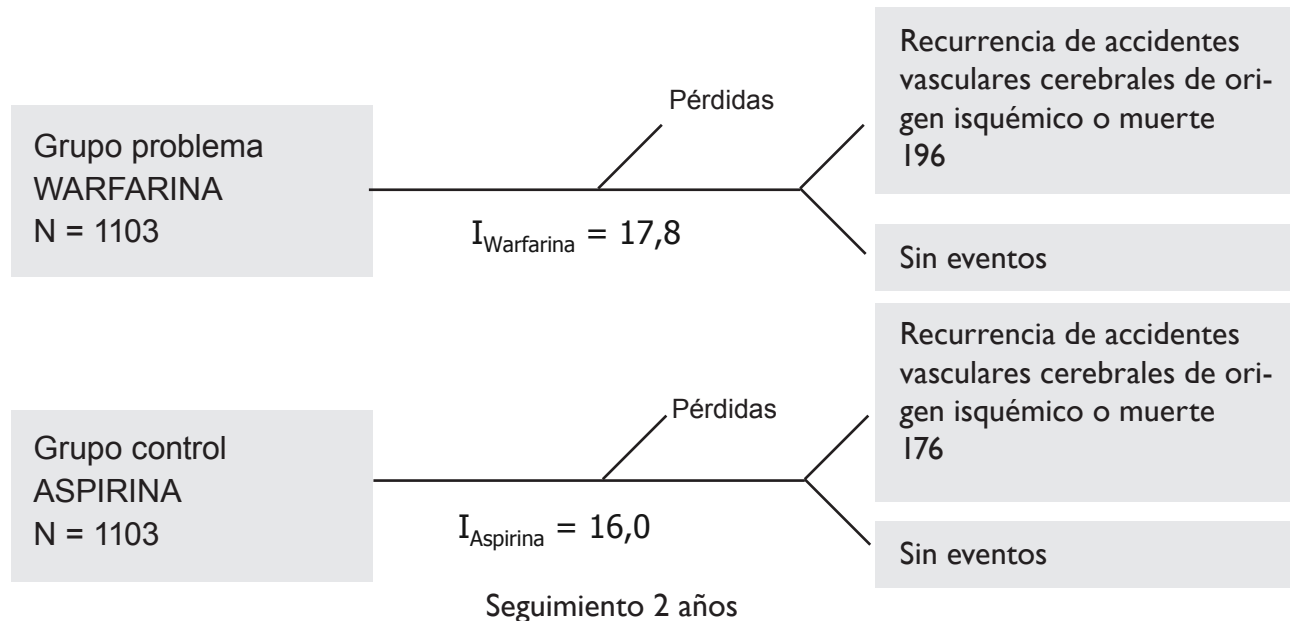 Grupo problema
WARFARINA
N = 1103
Pérdidas
I Warfarina = 17,8
Recurrencia de accidentes
vasculares cerebrales de ori-
gen isquémico o muerte
196
Sin eventos
Grupo control
ASPIRINA
N = 1103
Pérdidas
I Aspirina = 16,0
Recurrencia de accidentes
vasculares cerebrales de ori-
gen isquémico o muerte
176
Sin eventos
Seguimiento 2 años